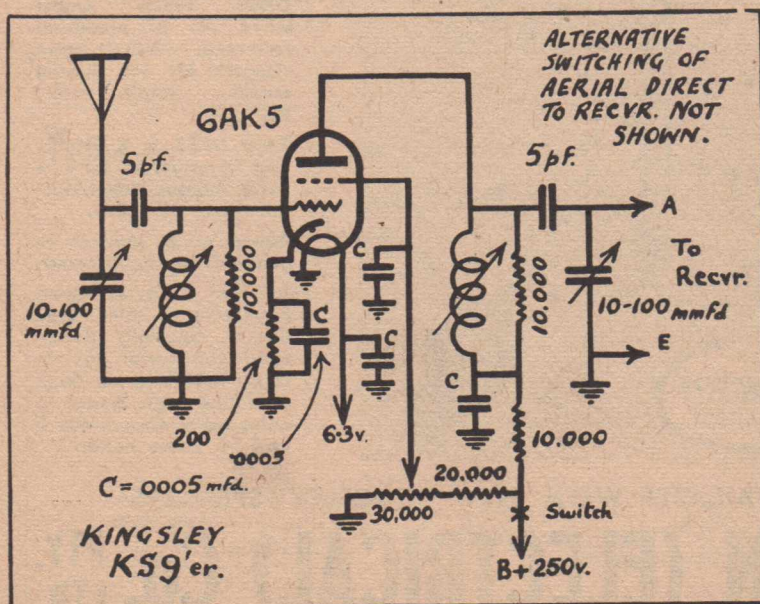 ALTERNATIVE
SWITCHING OF
AERIAL DIRECT
TO RECVR. NOT
SHOWN.
6AK5
5pf.
5pf.
10-100
mmfd.
10.000
C
C
C
200
.0005
6.3v.
C = 0005 mfd.
KINGSLEY
KS9'er.
C
10.000
10-100 mmfd
A
To
Recvr.
E
10.000
20.000
30,000
Switch
B+ 250v.